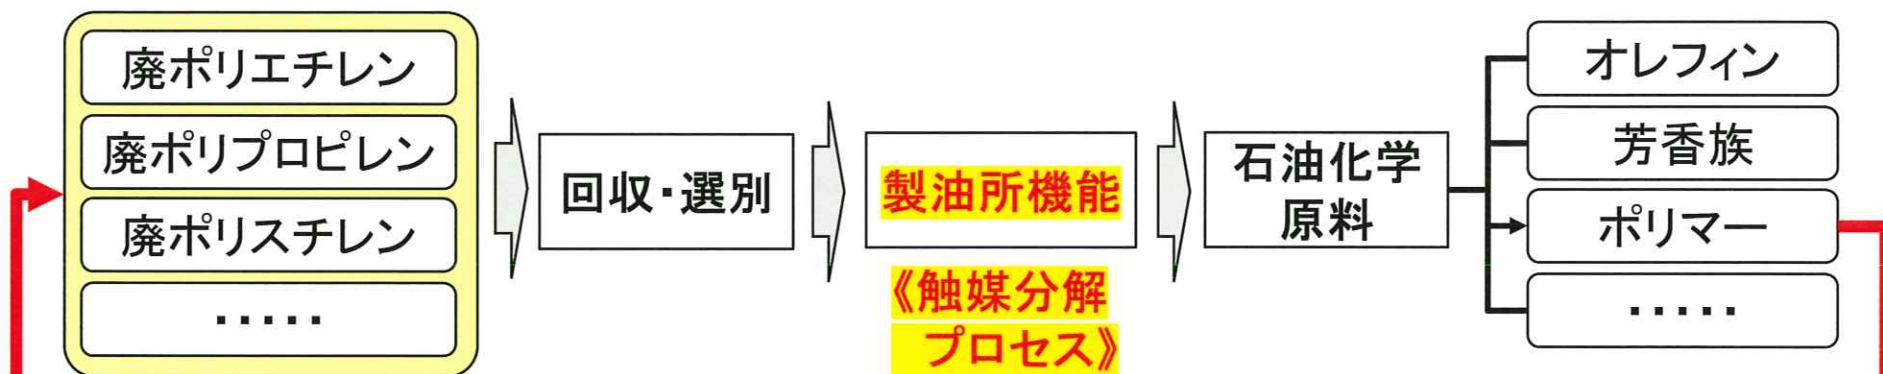 廃ポリエチレン
廃ポリプロピレン
廃ポリスチレン
・・・・・
回収・選別
製油所機能
《触媒分解
プロセス》
石油化学
原料
オレフィン
芳香族
ポリマー
・・・・・